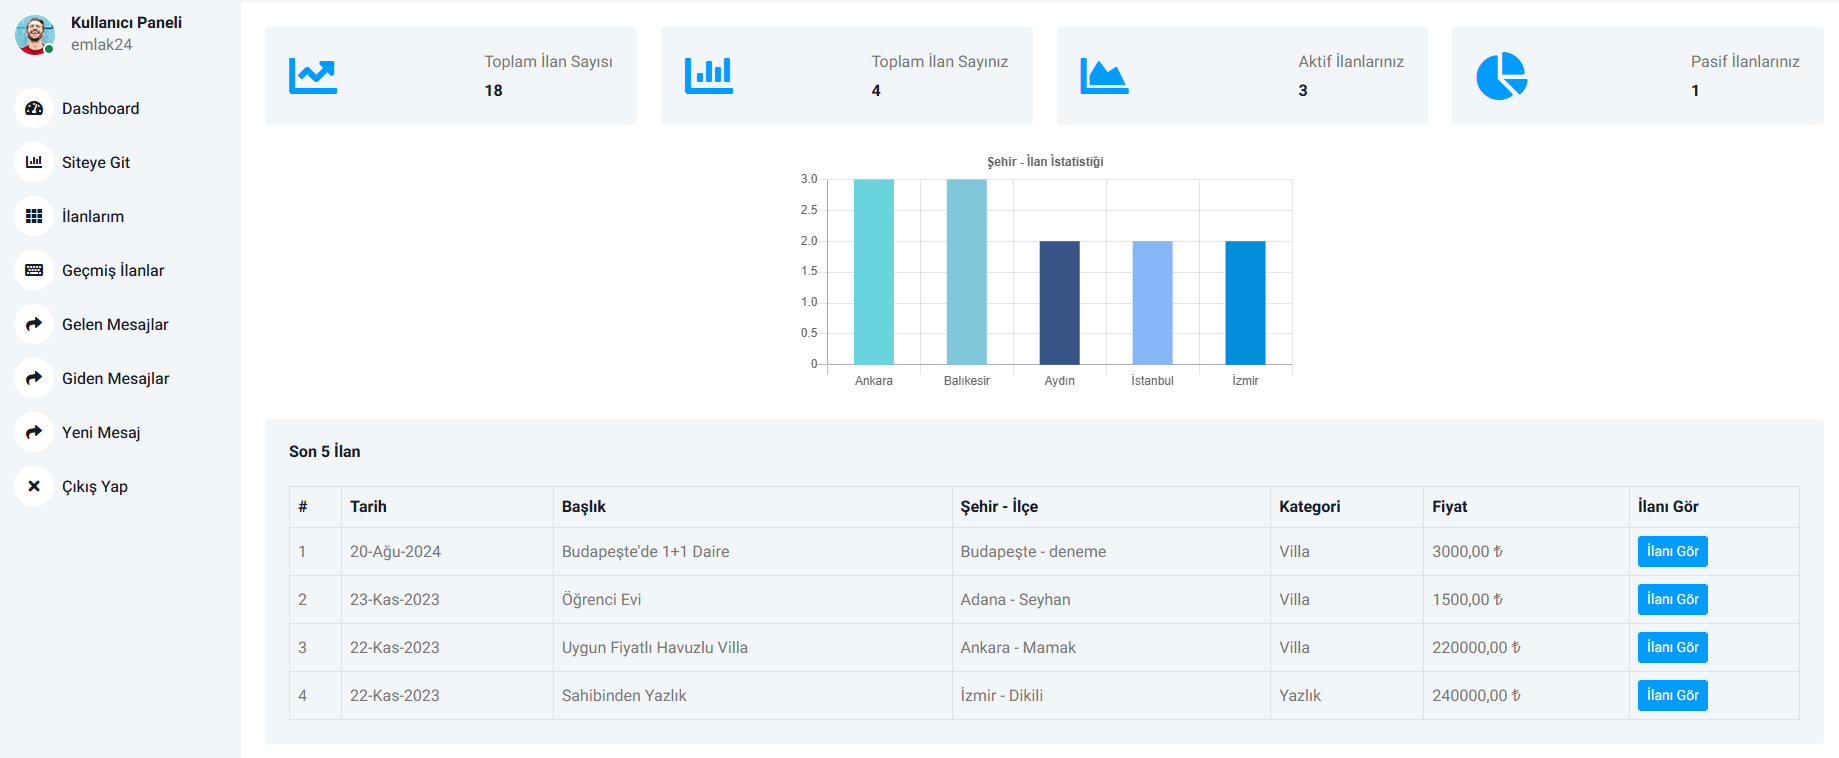 Kullanıcı Paneli
emlak24
Dashboard
Siteye Git
İlanlarım
Geçmiş İlanlar
Gelen Mesajlar
Giden Mesajlar
Yeni Mesaj
Çıkış Yap
Toplam İlan Sayısı
18
Toplam İlan Sayınız
4
Aktif İlanlarınız
3
Pasif İlanlarınız
1
Şehir - İlan İstatistiği
3.0
2.5
2.0
1.5
1.0
0.5
0
Ankara Balıkesir Aydın İstanbul İzmir
Son 5 İlan
# Tarih Başlık Şehir - İlçe Kategori Fiyat İlanı Gör
1 20-Ağu-2024 Budapeşte'de 1+1 Daire Budapeşte - deneme Villa 3000,00 ₺ İlanı Gör
2 23-Kas-2023 Öğrenci Evi Adana - Seyhan Villa 1500,00 ₺ İlanı Gör
3 22-Kas-2023 Uygun Fiyatlı Havuzlu Villa Ankara - Mamak Villa 220000,00 ₺ İlanı Gör
4 22-Kas-2023 Sahibinden Yazlık İzmir - Dikili Yazlık 240000,00 ₺ İlanı Gör